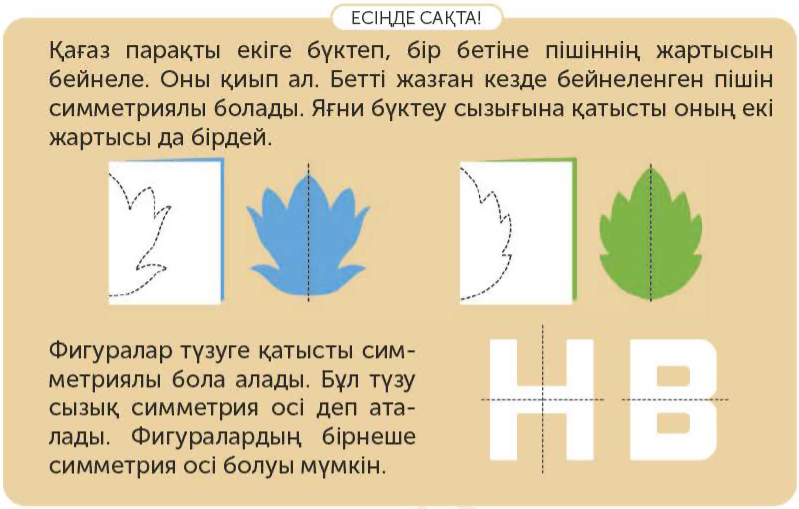 ЕСІҢДЕ САҚТА!
Қағаз парақты екіге бүктеп, бір бетіне пішіннің жартысын
бейнеле. Оны қиып ал. Бетті жазған кезде бейнеленген пішін
симметриялы болады. Яғни бүктеу сызығына қатысты оның екі
жартысы да бірдей.
Фигуралар түзуге қатысты сим-
метриялы бола алады. Бұл түзу
сызық симметрия осі деп ата-
лады. Фигуралардың бірнеше
симметрия осі болуы мүмкін.
Н В